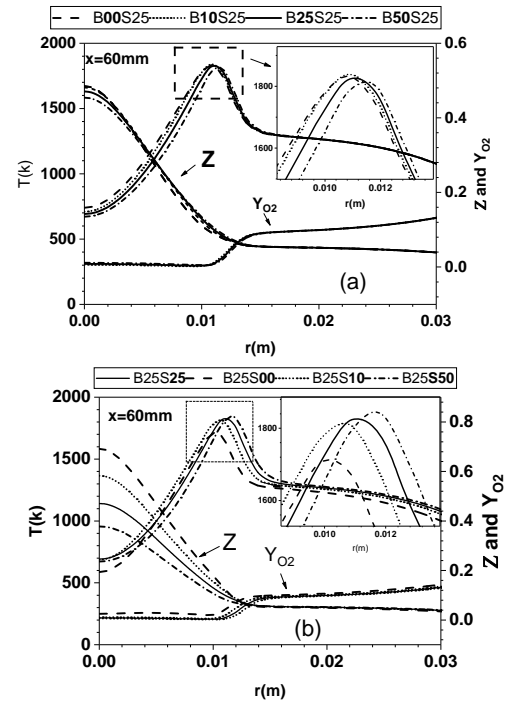 B00S25 B10S25 B25S25 B50S25
x=60mm
T(k)
2000
1500
1000
500
0
0.00 0.01 0.02 0.03
r(m)
Z and YO2
0.6
0.4
0.3
0.1
0.0
Z
YO2
(a)
1800
1600
0.010 0.012
r(m)
B25S25 B25S00 B25S10 B25S50
x=60mm
T(k)
2000
1500
1000
500
0
0.00 0.01 0.02 0.03
r(m)
Z and YO2
0.8
0.6
0.4
0.2
0.0
Z
YO2
(b)
1800
1600
0.010 0.012
r(m)